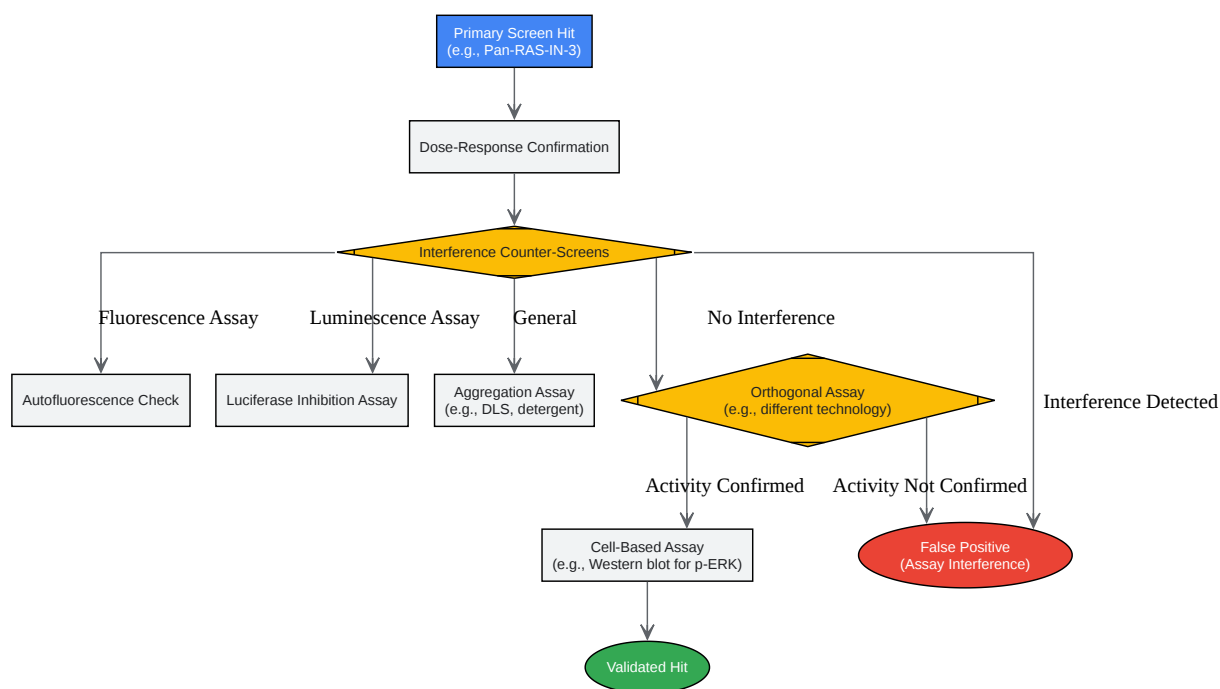 Primary Screen Hit
(e.g., Pan-RAS-IN-3)
Dose-Response Confirmation
Interference Counter-Screens
Fluorescence Assay
Luminescence Assay
General
No Interference
Interference Detected
Autofluorescence Check
Luciferase Inhibition Assay
Aggregation Assay
(e.g., DLS, detergent)
Orthogonal Assay
(e.g., different technology)
Activity Confirmed
Activity Not Confirmed
Cell-Based Assay
(e.g., Western blot for p-ERK)
False Positive
(Assay Interference)
Validated Hit